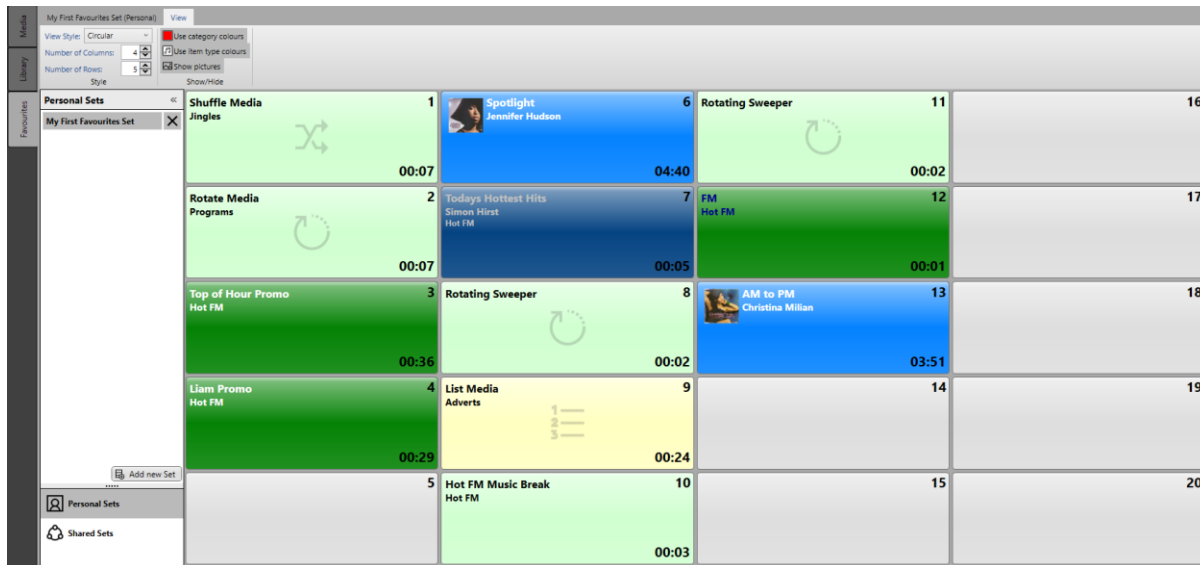 Media
Library
Favourites
My First Favourites Set (Personal)
View
View Style: Circular
Number of Columns: 4
Number of Rows: 5
Style
Use category colours
Use item type colours
Show pictures
Show/Hide
Personal Sets «
My First Favourites Set X
Add new Set
Personal Sets
Shared Sets
Shuffle Media 1
Jingles
00:07
Rotate Media 2
Programs
00:07
Top of Hour Promo 3
Hot FM
00:36
Liam Promo 4
Hot FM
00:29
5
Spotlight 6
Jennifer Hudson
04:40
Todays Hottest Hits 7
Simon Hirst
Hot FM
00:05
Rotating Sweeper 8
00:02
List Media 9
Adverts
1
2
3
00:24
Hot FM Music Break 10
Hot FM
00:03
Rotating Sweeper 11
00:02
FM 12
Hot FM
00:01
AM to PM 13
Christina Milian
03:51
14
15
16
17
18
19
20